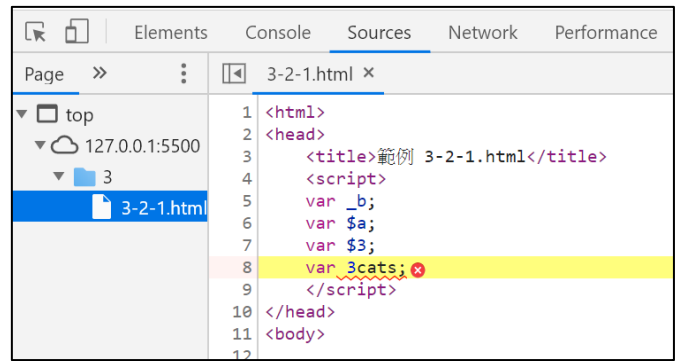 Elements Console Sources Network Performance
Page » 3-2-1.html ×
top
127.0.0.1:5500
3
3-2-1.html
1 <html>
2 <head>
3 <title>範例 3-2-1.html</title>
4 <script>
5 var _b;
6 var $a;
7 var $3;
8 var 3cats;
9 </script>
10 </head>
11 <body>
12